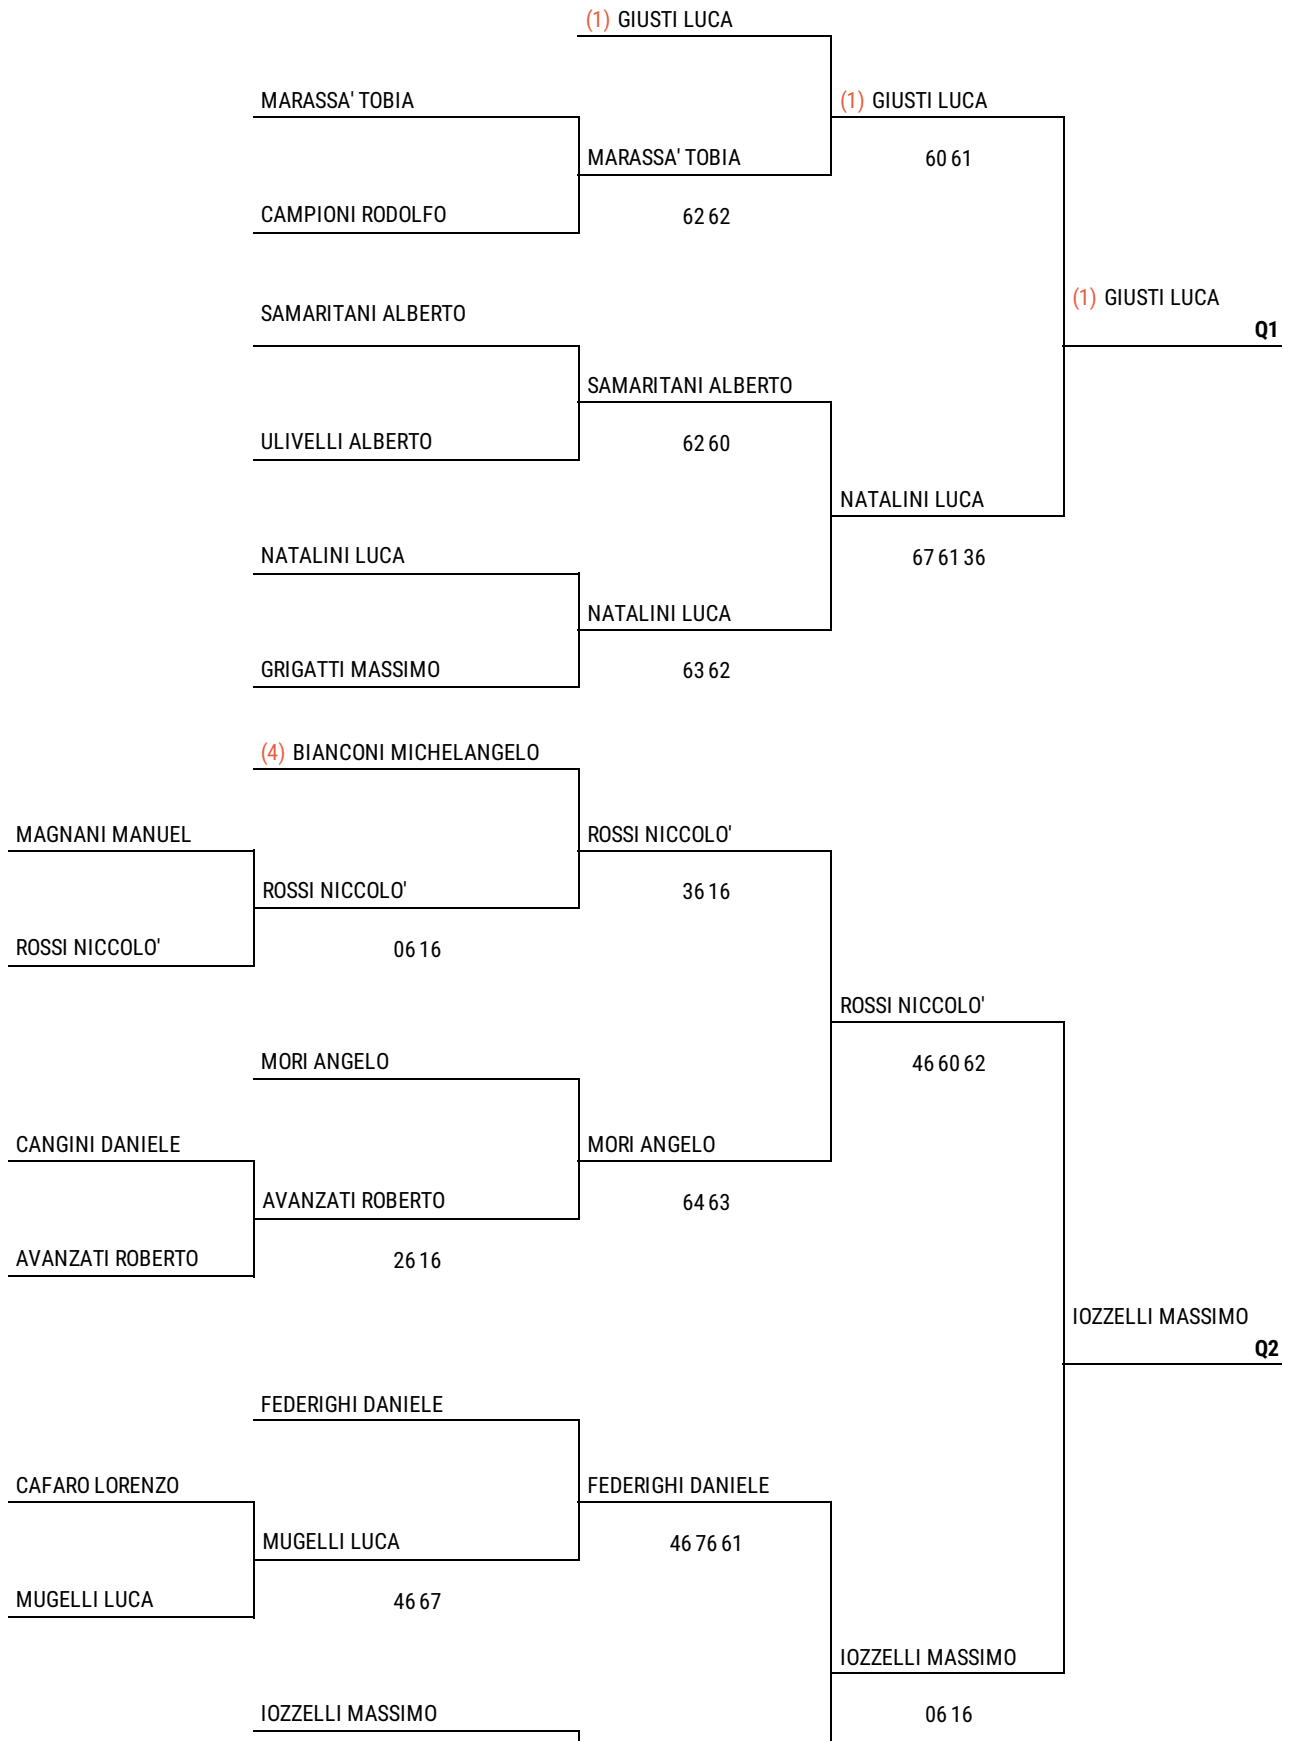 (1) GIUSTI LUCA
MARASSA' TOBIA
(1) GIUSTI LUCA
MARASSA' TOBIA
60 61
CAMPIONI RODOLFO
62 62
(1) GIUSTI LUCA
SAMARITANI ALBERTO
Q1
SAMARITANI ALBERTO
ULIVELLI ALBERTO
62 60
NATALINI LUCA
NATALINI LUCA
67 61 36
NATALINI LUCA
GRIGATTI MASSIMO
63 62
(4) BIANCONI MICHELANGELO
MAGNANI MANUEL
ROSSI NICCOLO'
ROSSI NICCOLO'
36 16
ROSSI NICCOLO'
06 16
ROSSI NICCOLO'
MORI ANGELO
46 60 62
CANGINI DANIELE
MORI ANGELO
AVANZATI ROBERTO
64 63
AVANZATI ROBERTO
26 16
IOZZELLI MASSIMO
Q2
FEDERIGHI DANIELE
CAFARO LORENZO
FEDERIGHI DANIELE
MUGELLI LUCA
46 76 61
MUGELLI LUCA
46 67
IOZZELLI MASSIMO
IOZZELLI MASSIMO
06 16